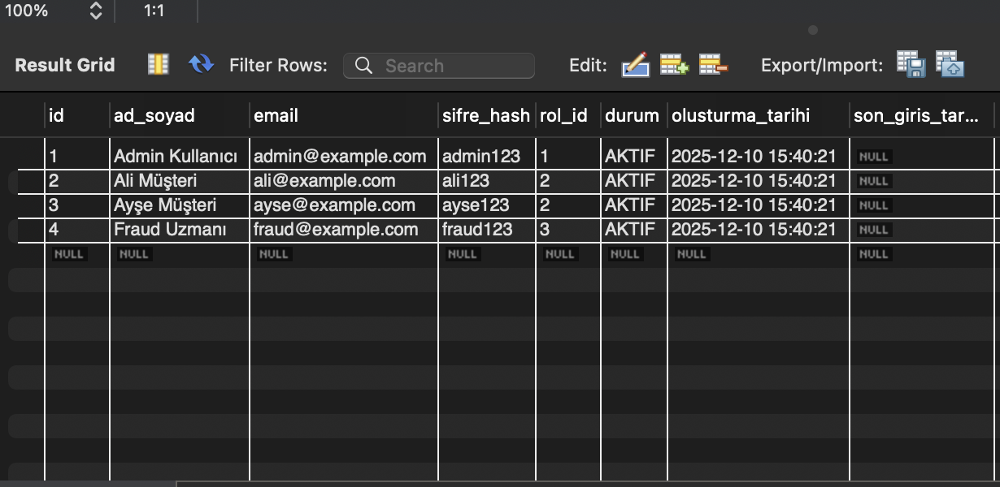 100% 1:1
Result Grid Filter Rows: Search Edit: Export/Import:
id ad_soyad email sifre_hash rol_id durum olusturma_tarihi son_giris_tar...
1 Admin Kullanıcı admin@example.com admin123 1 AKTIF 2025-12-10 15:40:21 NULL
2 Ali Müşteri ali@example.com ali123 2 AKTIF 2025-12-10 15:40:21 NULL
3 Ayşe Müşteri ayse@example.com ayse123 2 AKTIF 2025-12-10 15:40:21 NULL
4 Fraud Uzmanı fraud@example.com fraud123 3 AKTIF 2025-12-10 15:40:21 NULL
NULL NULL NULL NULL NULL NULL NULL NULL